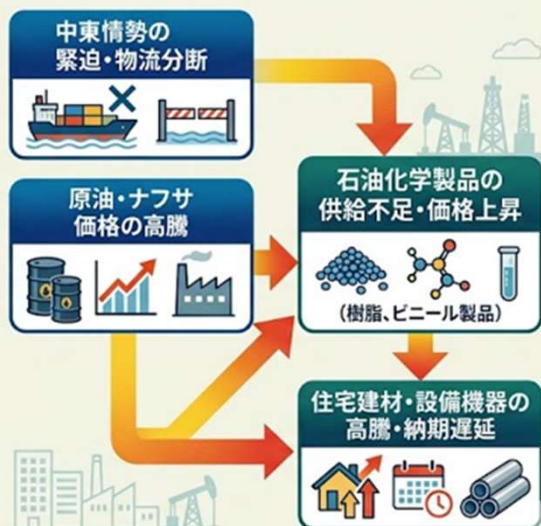 中東情勢の
緊迫・物流分断
原油・ナフサ
価格の高騰
石油化学製品の
供給不足・価格上昇
(樹脂、ビニール製品)
住宅建材・設備機器の
高騰・納期遅延